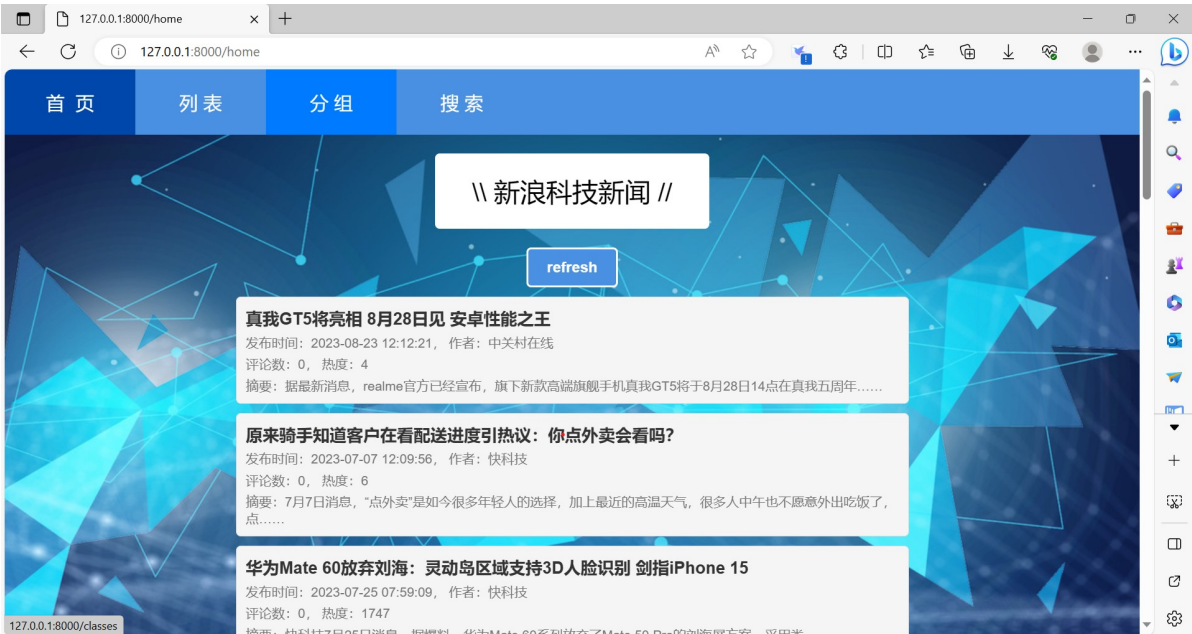 127.0.0.1:8000/home
127.0.0.1:8000/home
首 页
列表
分组
搜索
\\ 新浪科技新闻 //
refresh
真我GT5将亮相 8月28日见 安卓性能之王
发布时间：2023-08-23 12:12:21， 作者：中关村在线
评论数：0， 热度：4
摘要：据最新消息，realme官方已经宣布，旗下新款高端旗舰手机真我GT5将于8月28日14点在真我五周年……
原来骑手知道客户在看配送进度引热议：你点外卖会看吗？
发布时间：2023-07-07 12:09:56， 作者：快科技
评论数：0， 热度：6
摘要：7月7日消息，“点外卖”是如今很多年轻人的选择，加上最近的高温天气，很多人中午也不愿意外出吃饭了，
点……
华为Mate 60放弃刘海：灵动岛区域支持3D人脸识别 剑指iPhone 15
发布时间：2023-07-25 07:59:09， 作者：快科技
评论数：0， 热度：1747
127.0.0.1:8000/classes